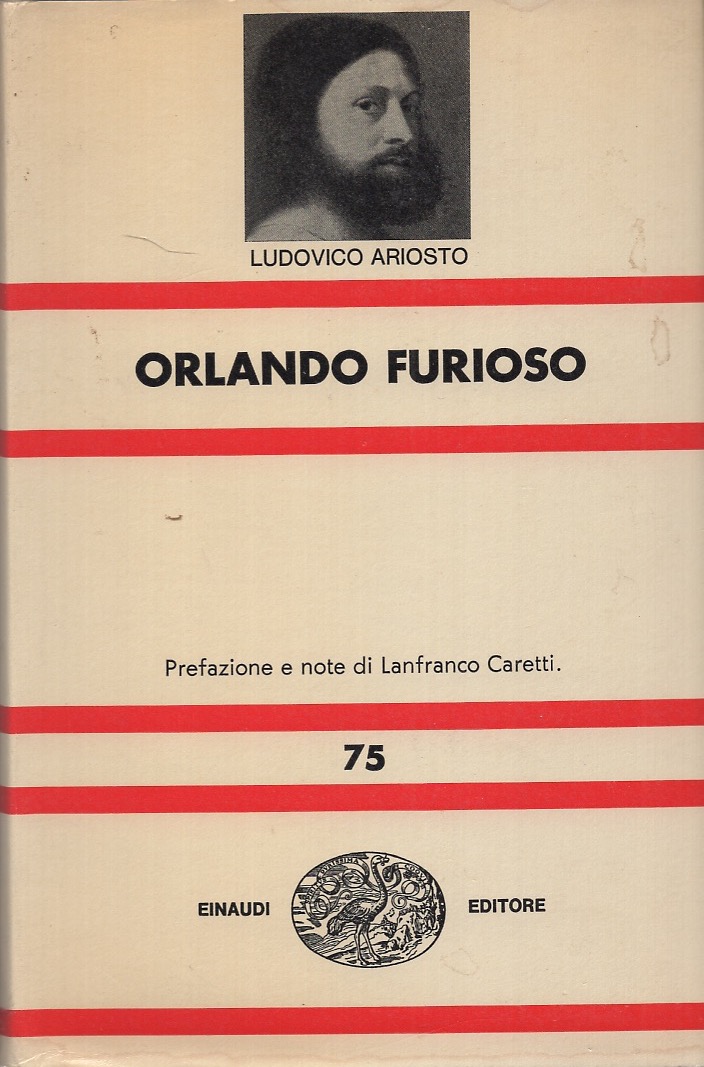 LUDOVICO ARIOSTO
ORLANDO FURIOSO
Prefazione e note di Lanfranco Caretti.
75
EINAUDI EDITORE